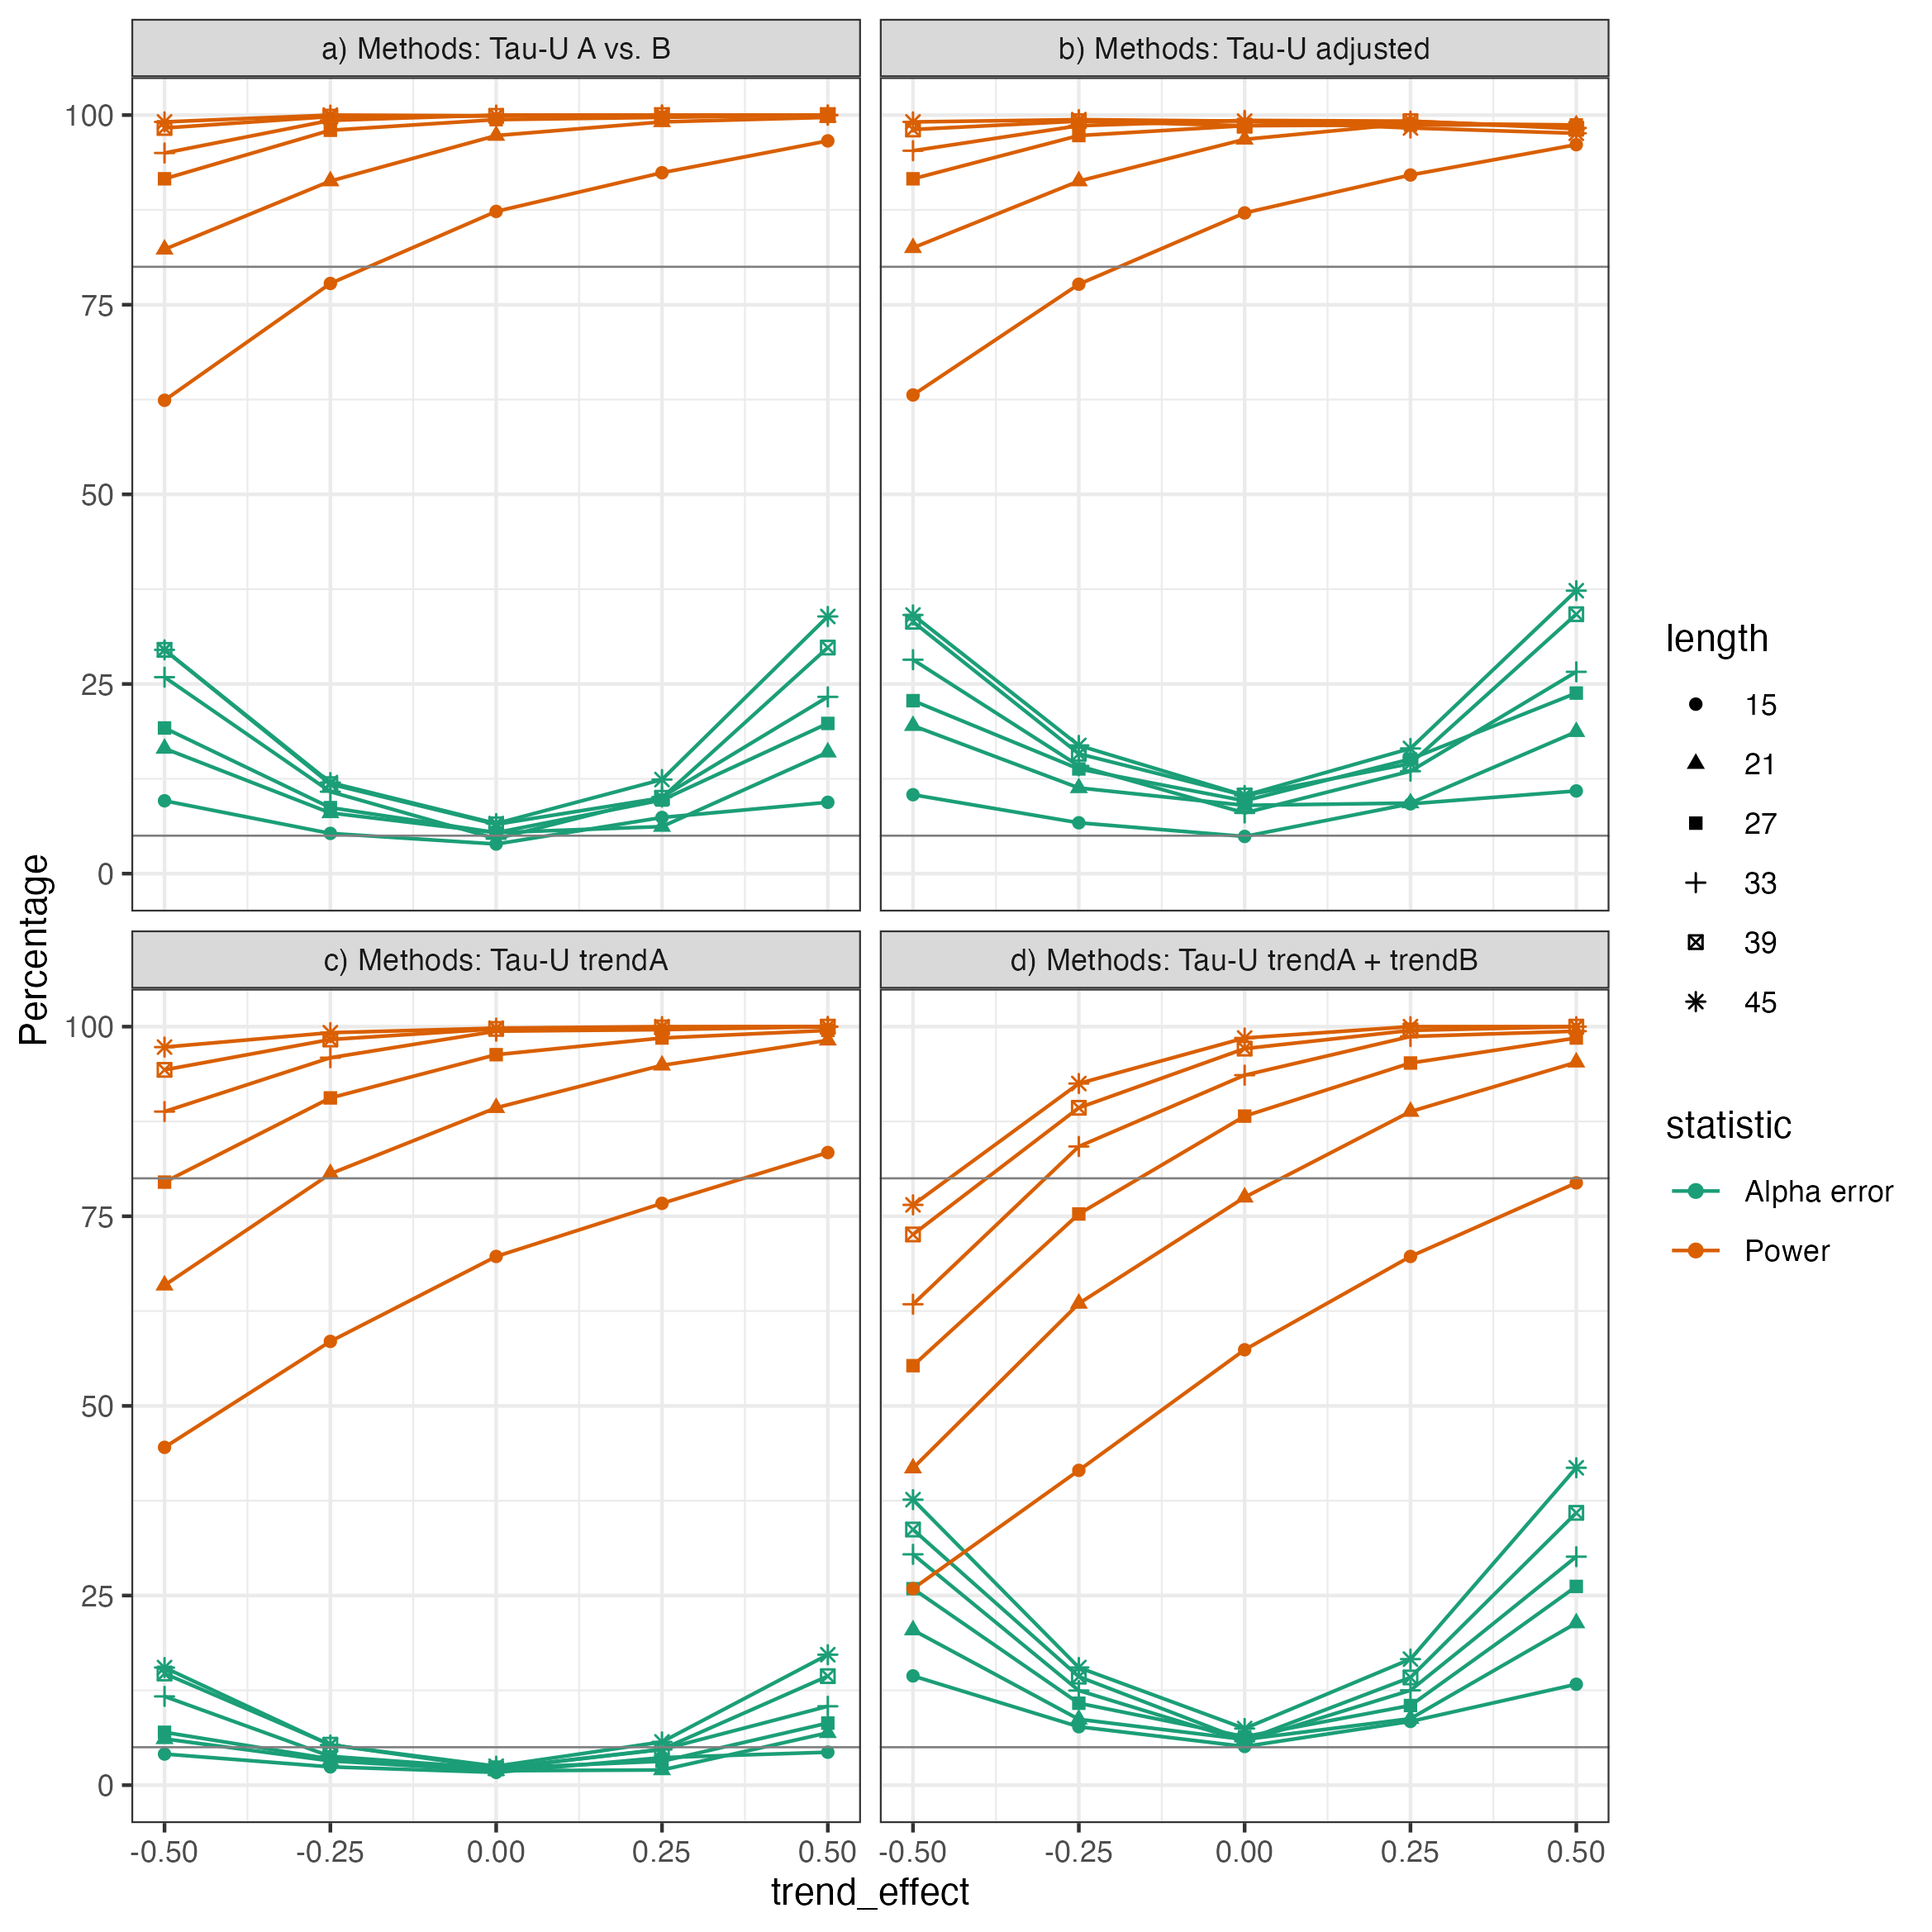 a) Methods: Tau-U A vs. B
b) Methods: Tau-U adjusted
100
75
50
25
0
c) Methods: Tau-U trendA
d) Methods: Tau-U trendA + trendB
100
75
50
25
0
-0.50 -0.25 0.00 0.25 0.50
-0.50 -0.25 0.00 0.25 0.50
trend_effect
Percentage
length
15
21
27
33
39
45
statistic
Alpha error
Power